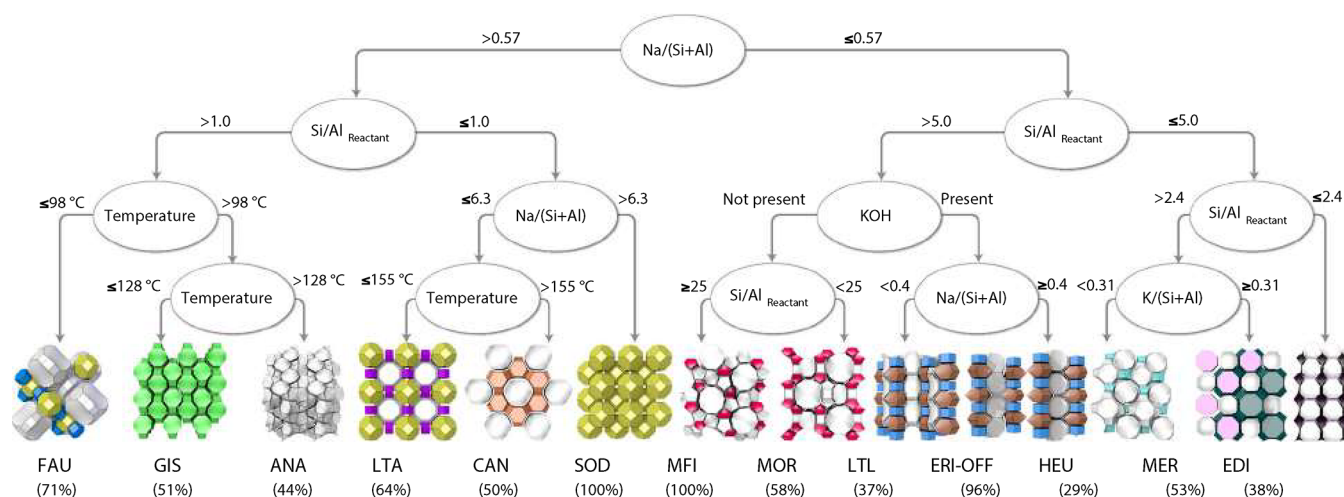 >0.57
Na/(Si+Al)
≤0.57
>1.0
Si/Al Reactant
≤1.0
>5.0
Si/Al Reactant
≤5.0
≤98 °C
Temperature
>98 °C
≤6.3
Na/(Si+Al)
>6.3
Not present
KOH
Present
>2.4
Si/Al Reactant
≤2.4
≤128 °C
Temperature
>128 °C
≤155 °C
Temperature
>155 °C
≥25
Si/Al Reactant
<25
<0.4
Na/(Si+Al)
≥0.4
<0.31
K/(Si+Al)
≥0.31
FAU
(71%)
GIS
(51%)
ANA
(44%)
LTA
(64%)
CAN
(50%)
SOD
(100%)
MFI
(100%)
MOR
(58%)
LTL
(37%)
ERI-OFF
(96%)
HEU
(29%)
MER
(53%)
EDI
(38%)